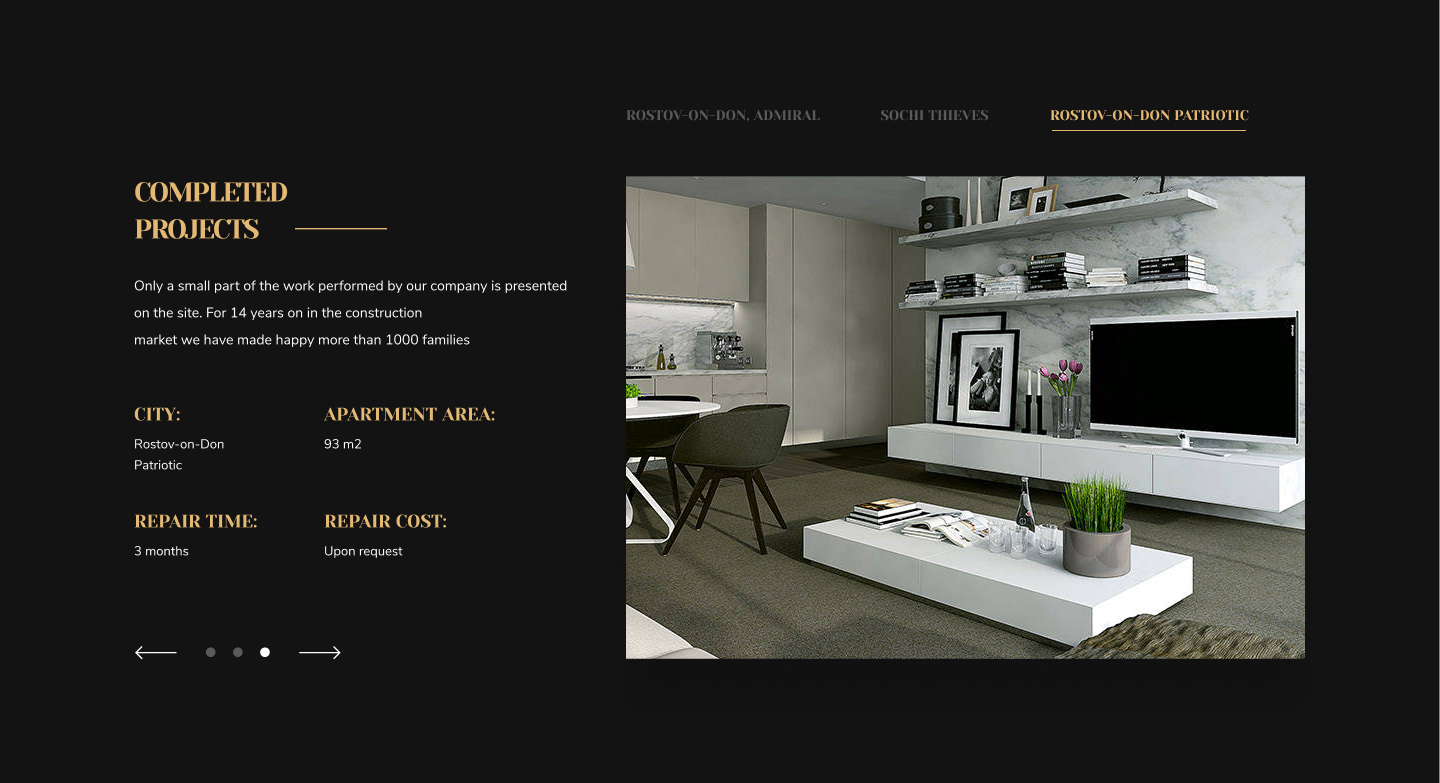 ROSTOV-ON-DON, ADMIRAL
SOCHI THIEVES
ROSTOV-ON-DON PATRIOTIC
COMPLETED
PROJECTS
Only a small part of the work performed by our company is presented
on the site. For 14 years on in the construction
market we have made happy more than 1000 families
CITY:
Rostov-on-Don
Patriotic
APARTMENT AREA:
93 m2
REPAIR TIME:
3 months
REPAIR COST:
Upon request